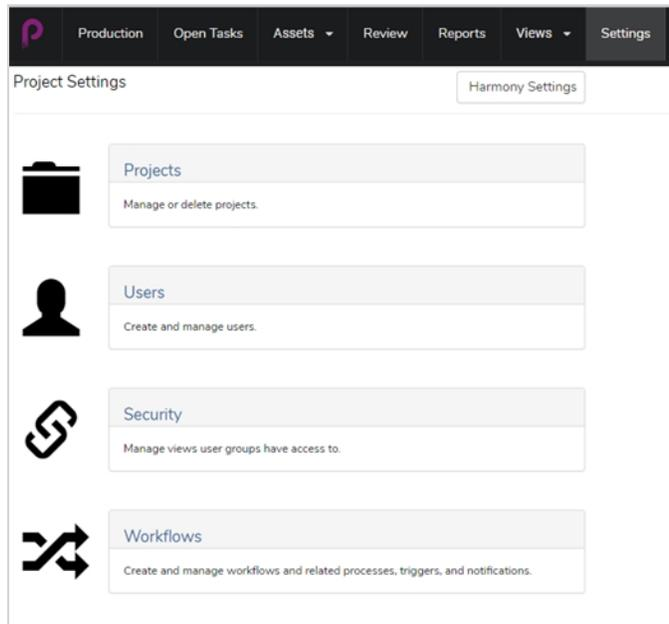 Production Open Tasks Assets Review Reports Views Settings
Project Settings
Harmony Settings
Projects
Manage or delete projects.
Users
Create and manage users.
Security
Manage views user groups have access to.
Workflows
Create and manage workflows and related processes, triggers, and notifications.